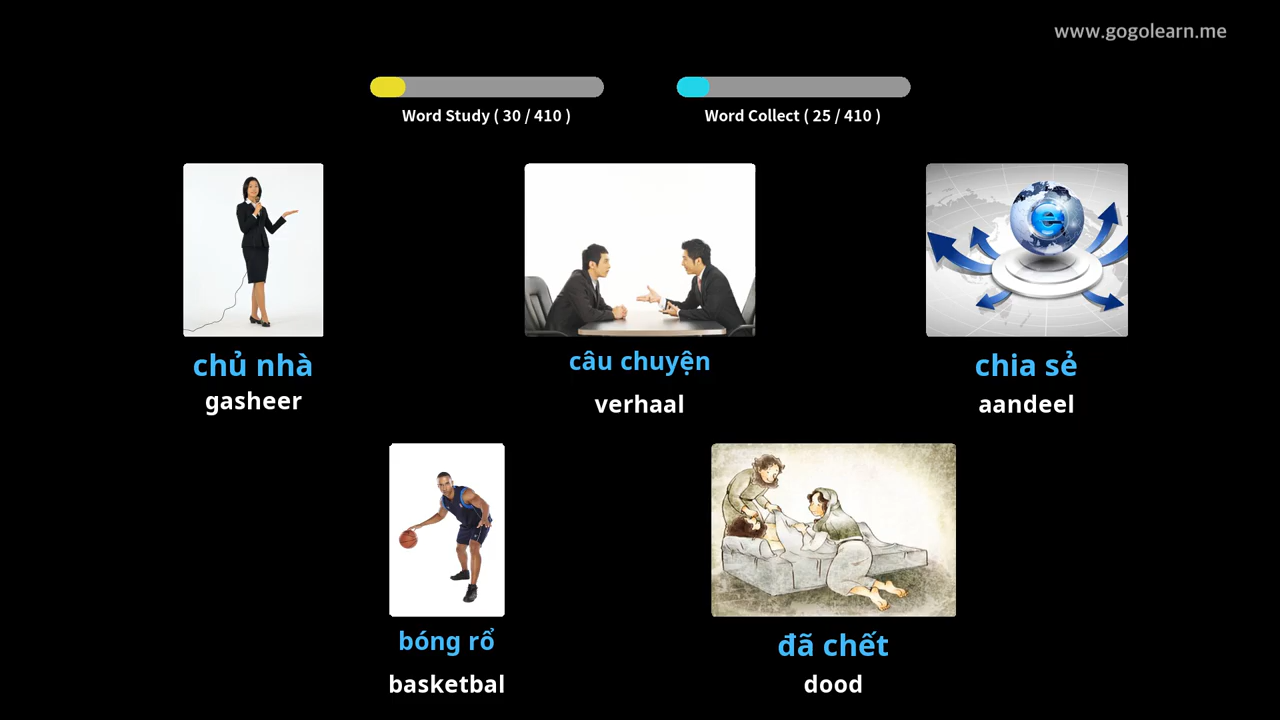 www.gogolearn.me
Word Study ( 30 / 410 )
Word Collect ( 25 / 410 )
chủ nhà
gasheer
câu chuyện
verhaal
chia sẻ
aandeel
bóng rổ
basketbal
đã chết
dood